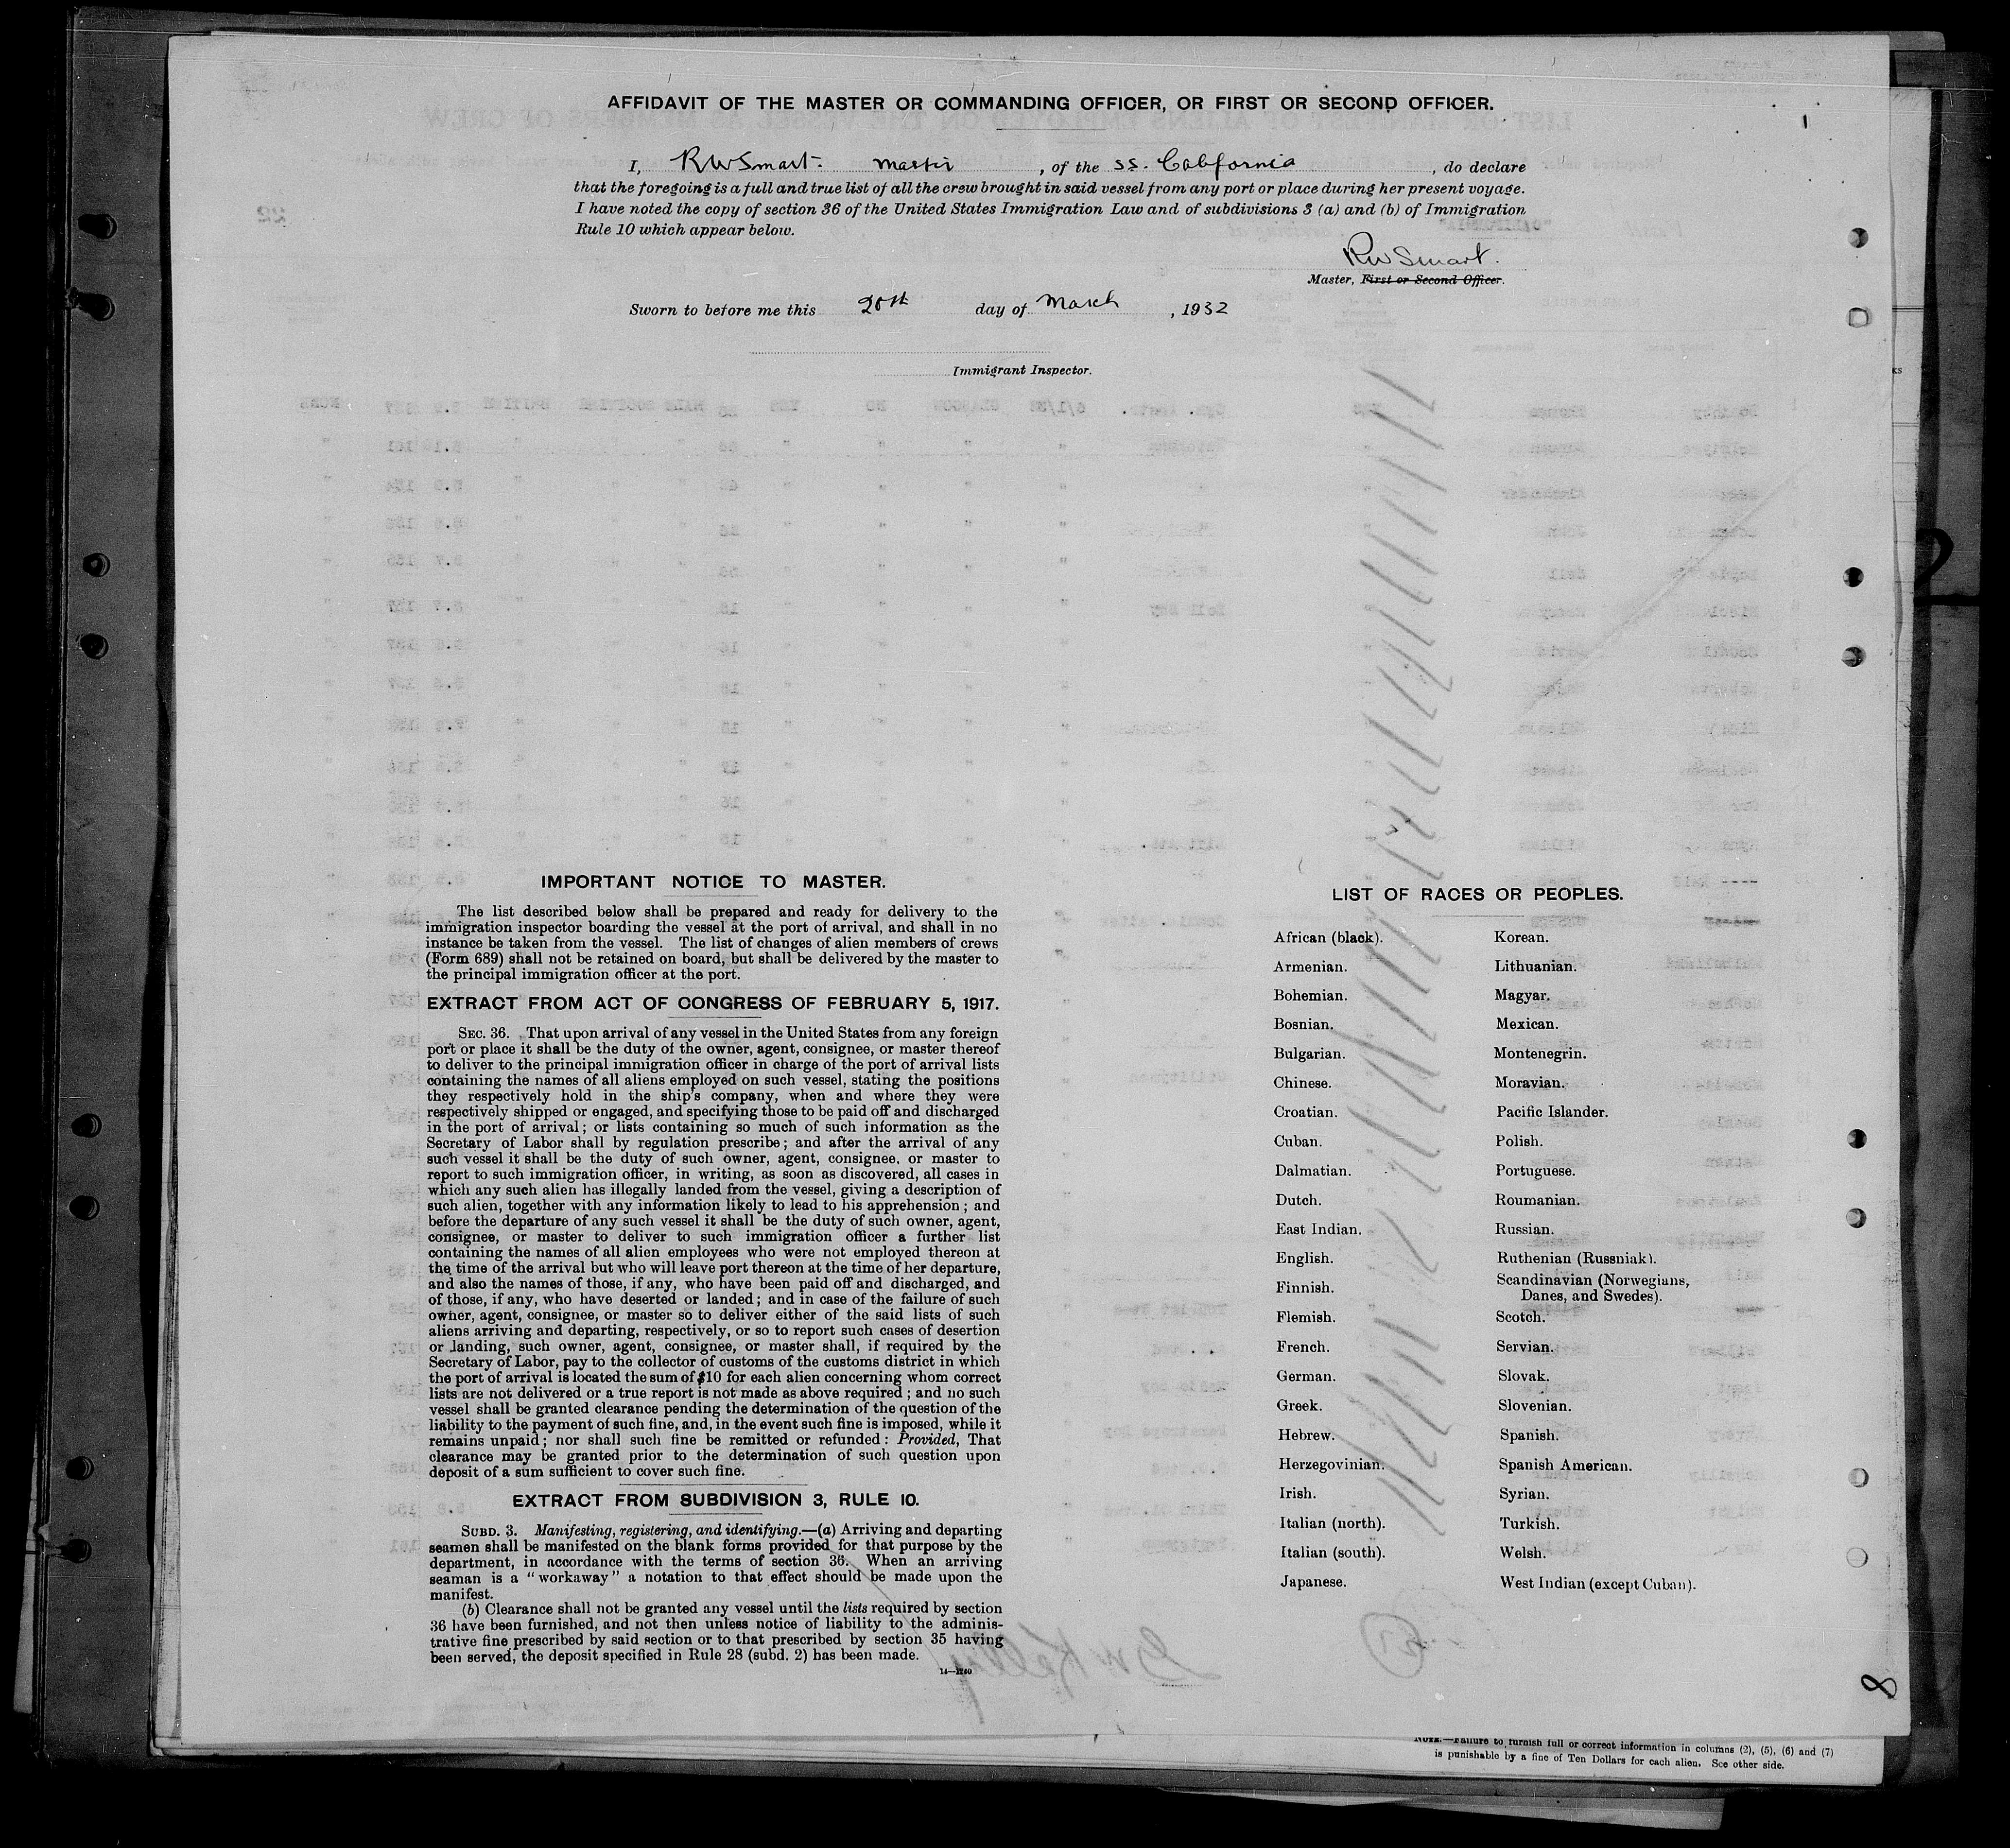 AFFIDAVIT OF THE MASTER OR COMMANDING OFFICER, OR FIRST OR SECOND OFFICER.
I, RWSmart. master, of the ss. California, do declare
that the foregoing is a full and true list of all the crew brought in said vessel from any port or place during her present voyage.
I have noted the copy of section 36 of the United States Immigration Law and of subdivisions 3 (a) and (b) of Immigration
Rule 10 which appear below.
RWSmart.
Master, First or Second Officer.
Sworn to before me this 20th day of March, 1932
Immigrant Inspector.
IMPORTANT NOTICE TO MASTER.
The list described below shall be prepared and ready for delivery to the
immigration inspector boarding the vessel at the port of arrival, and shall in no
instance be taken from the vessel. The list of changes of alien members of crews
(Form 689) shall not be retained on board, but shall be delivered by the master to
the principal immigration officer at the port.
EXTRACT FROM ACT OF CONGRESS OF FEBRUARY 5, 1917.
SEC. 36. That upon arrival of any vessel in the United States from any foreign
port or place it shall be the duty of the owner, agent, consignee, or master thereof
to deliver to the principal immigration officer in charge of the port of arrival lists
containing the names of all aliens employed on such vessel, stating the positions
they respectively hold in the ship's company, when and where they were
respectively shipped or engaged, and specifying those to be paid off and discharged
in the port of arrival; or lists containing so much of such information as the
Secretary of Labor shall by regulation prescribe; and after the arrival of any
such vessel it shall be the duty of such owner, agent, consignee, or master to
report to such immigration officer, in writing, as soon as discovered, all cases in
which any such alien has illegally landed from the vessel, giving a description of
such alien, together with any information likely to lead to his apprehension; and
before the departure of any such vessel it shall be the duty of such owner, agent,
consignee, or master to deliver to such immigration officer a further list
containing the names of all alien employees who were not employed thereon at
the time of the arrival but who will leave port thereon at the time of her departure,
and also the names of those, if any, who have been paid off and discharged, and
of those, if any, who have deserted or landed; and in case of the failure of such
owner, agent, consignee, or master so to deliver either of the said lists of such
aliens arriving and departing, respectively, or so to report such cases of desertion
or landing, such owner, agent, consignee, or master shall, if required by the
Secretary of Labor, pay to the collector of customs of the customs district in which
the port of arrival is located the sum of $10 for each alien concerning whom correct
lists are not delivered or a true report is not made as above required; and no such
vessel shall be granted clearance pending the determination of the question of the
liability to the payment of such fine, and, in the event such fine is imposed, while it
remains unpaid; nor shall such fine be remitted or refunded: Provided, That
clearance may be granted prior to the determination of such question upon
deposit of a sum sufficient to cover such fine.
EXTRACT FROM SUBDIVISION 3, RULE 10.
SUBD. 3. Manifesting, registering, and identifying.—(a) Arriving and departing
seamen shall be manifested on the blank forms provided for that purpose by the
department, in accordance with the terms of section 36. When an arriving
seaman is a "workaway" a notation to that effect should be made upon the
manifest.
(b) Clearance shall not be granted any vessel until the lists required by section
36 have been furnished, and not then unless notice of liability to the adminis-
trative fine prescribed by said section or to that prescribed by section 35 having
been served, the deposit specified in Rule 28 (subd. 2) has been made.
14—1240
LIST OF RACES OR PEOPLES.
African (black).
Armenian.
Bohemian.
Bosnian.
Bulgarian.
Chinese.
Croatian.
Cuban.
Dalmatian.
Dutch.
East Indian.
English.
Finnish.
Flemish.
French.
German.
Greek.
Hebrew.
Herzegovinian.
Irish.
Italian (north).
Italian (south).
Japanese.
Korean.
Lithuanian.
Magyar.
Mexican.
Montenegrin.
Moravian.
Pacific Islander.
Polish.
Portuguese.
Roumanian.
Russian.
Ruthenian (Russniak).
Scandinavian (Norwegians,
Danes, and Swedes).
Scotch.
Servian.
Slovak.
Slovenian.
Spanish.
Spanish American.
Syrian.
Turkish.
Welsh.
West Indian (except Cuban).
8
NOTE.—Failure to furnish full or correct information in columns (2), (5), (6) and (7)
is punishable by a fine of Ten Dollars for each alien. See other side.